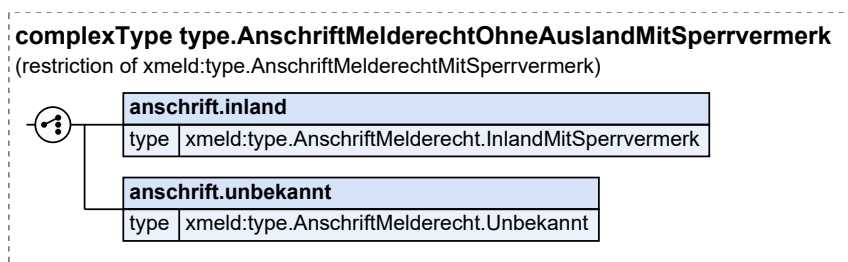 complexType type.AnschriftMelderechtOhneAuslandMitSperrvermerk
(restriction of xmeld:type.AnschriftMelderechtMitSperrvermerk)
anschrift.inland
type xmeld:type.AnschriftMelderecht.InlandMitSperrvermerk
anschrift.unbekannt
type xmeld:type.AnschriftMelderecht.Unbekannt